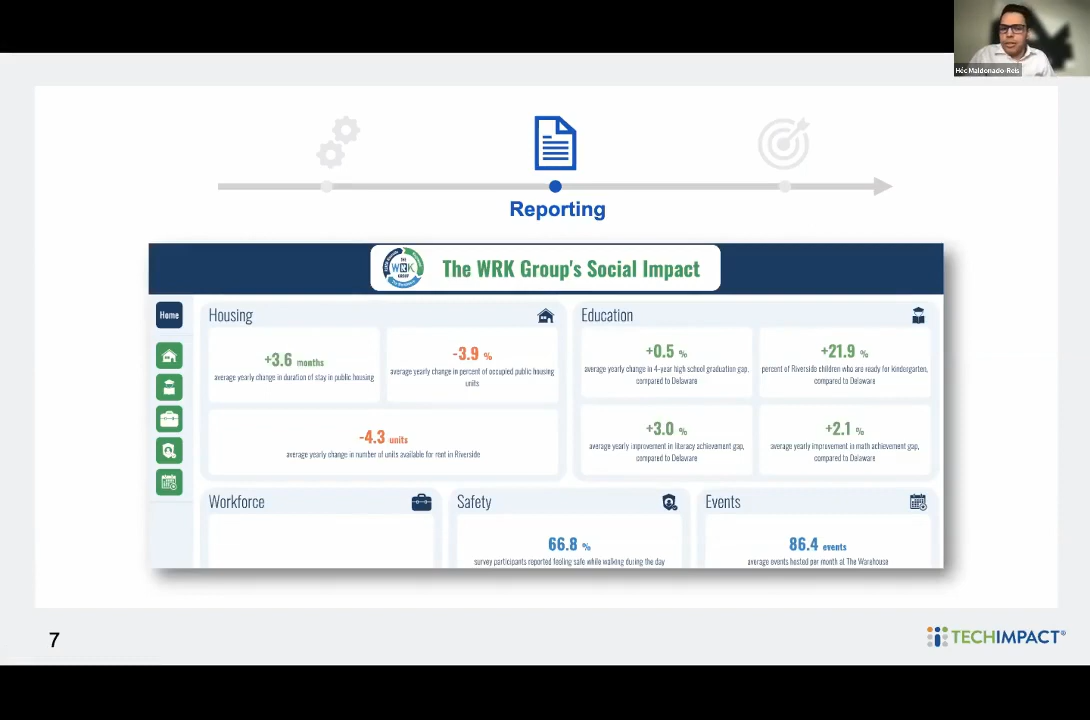 Héc Maldonado-Reis
Reporting
THE
WRK
GROUP
The WRK Group's Social Impact
Home
Housing
+3.6 months
average yearly change in duration of stay in public housing
-3.9 %
average yearly change in percent of occupied public housing
units
-4.3 units
average yearly change in number of units available for rent in Riverside
Education
+0.5 %
average yearly change in 4-year high school graduation gap,
compared to Delaware
+21.9 %
percent of Riverside children who are ready for kindergarten,
compared to Delaware
+3.0 %
average yearly improvement in literacy achievement gap,
compared to Delaware
+2.1 %
average yearly improvement in math achievement gap,
compared to Delaware
Workforce
Safety
66.8 %
survey participants reported feeling safe while walking during the day
Events
86.4 events
average events hosted per month at The Warehouse
7
TECHIMPACT®